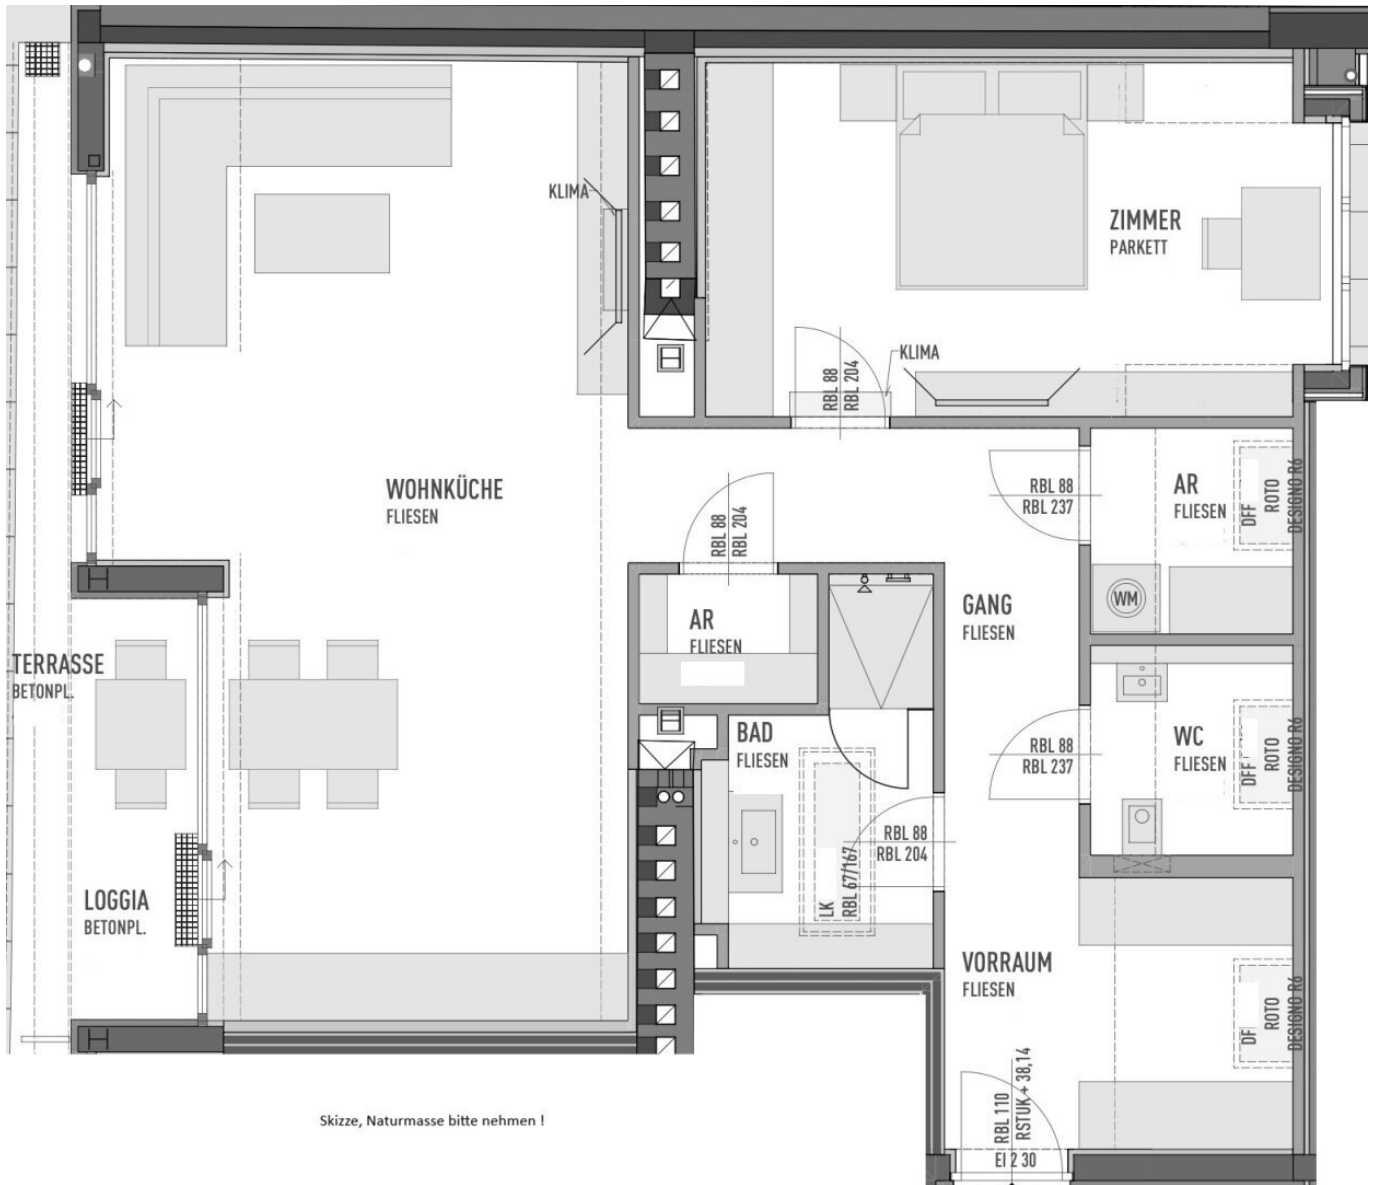 KLIMA
ZIMMER
PARKETT
KLIMA
RBL 88
RBL 204
WOHNKÜCHE
FLIESEN
RBL 88
RBL 204
RBL 88
RBL 237
AR
FLIESEN
DFF
ROTO
DESIGNO R6
WM
GANG
FLIESEN
AR
FLIESEN
TERRASSE
BETONPL.
BAD
FLIESEN
RBL 88
RBL 237
WC
FLIESEN
DFF
ROTO
DESIGNO R6
RBL 88
RBL 204
LK
RBL 67/167
LOGGIA
BETONPL.
VORRAUM
FLIESEN
DF
ROTO
DESIGNO R6
RBL 110
RSTUK + 38,14
EI 2 30
Skizze, Naturmasse bitte nehmen !